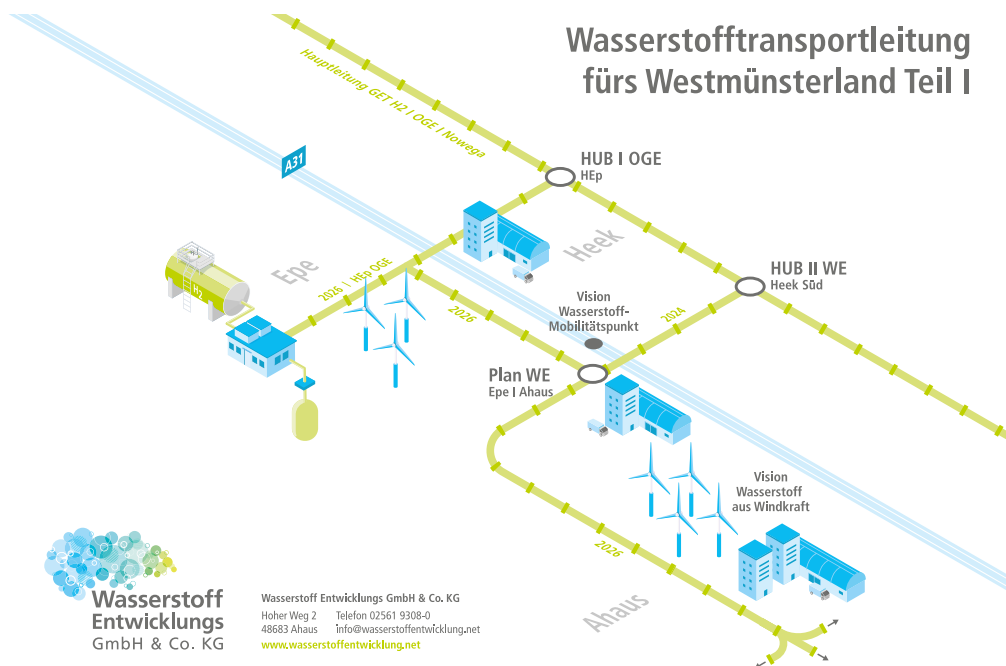 Wasserstofftransportleitung
fürs Westmünsterland Teil I
Hauptleitung GET H2 I OGE I Nowega
A31
HUB I OGE
HEp
Heek
Epe
HUB II WE
Heek Süd
H2
2026 | HEp OGE
2026
Vision
Wasserstoff-
Mobilitätspunkt
2024
Plan WE
Epe I Ahaus
Vision
Wasserstoff
aus Windkraft
2026
Ahaus
Wasserstoff
Entwicklungs
GmbH & Co. KG
Wasserstoff Entwicklungs GmbH & Co. KG
Hoher Weg 2 Telefon 02561 9308-0
48683 Ahaus info@wasserstoffentwicklung.net
www.wasserstoffentwicklung.net